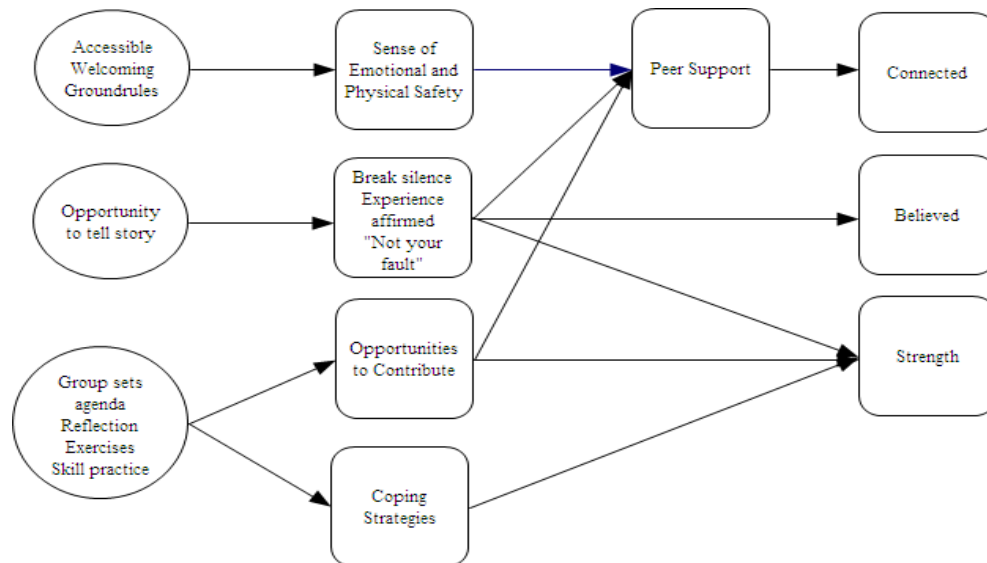 Accessible
Welcoming
Groundrules
Sense of
Emotional and
Physical Safety
Peer Support
Connected
Opportunity
to tell story
Break silence
Experience
affirmed
"Not your
fault"
Believed
Group sets
agenda
Reflection
Exercises
Skill practice
Opportunities
to Contribute
Strength
Coping
Strategies